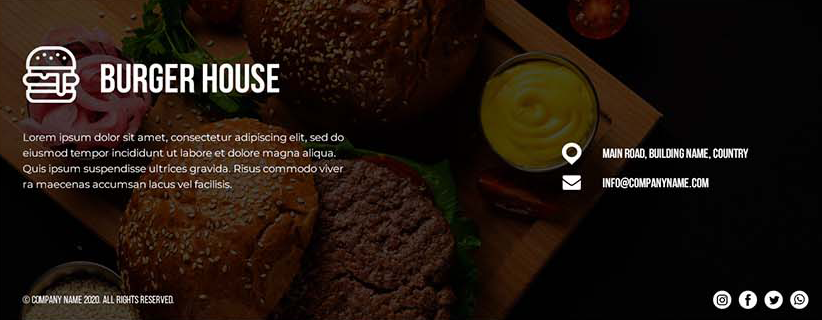 BURGER HOUSE
Lorem ipsum dolor sit amet, consectetur adipiscing elit, sed do
eiusmod tempor incididunt ut labore et dolore magna aliqua.
Quis ipsum suspendisse ultrices gravida. Risus commodo viver
ra maecenas accumsan lacus vel facilisis.
MAIN ROAD, BUILDING NAME, COUNTRY
INFO@COMPANYNAME.COM
© COMPANY NAME 2020. ALL RIGHTS RESERVED.